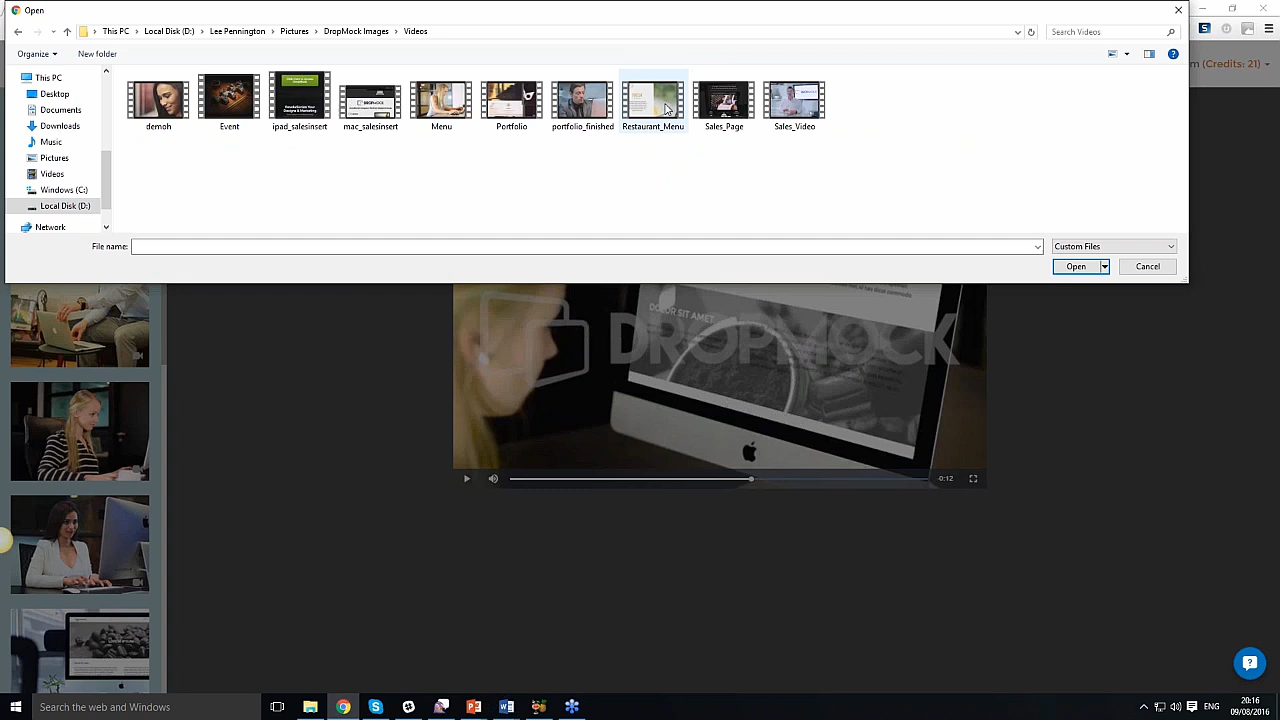 Open
This PC > Local Disk (D:) > Lee Pennington > Pictures > DropMock Images > Videos
Search Videos
Organize
New folder
m (Credits: 21)
This PC
Desktop
Documents
Downloads
Music
Pictures
Videos
Windows (C:)
Local Disk (D:)
Network
demoh
Event
ipad_salesinsert
mac_salesinsert
Menu
Portfolio
portfolio_finished
Restaurant_Menu
Sales_Page
Sales_Video
File name:
Custom Files
Open
Cancel
DOLOR SIT AMET
DROPMOCK
-0:12
Search the web and Windows
ENG
20:16
09/08/2016